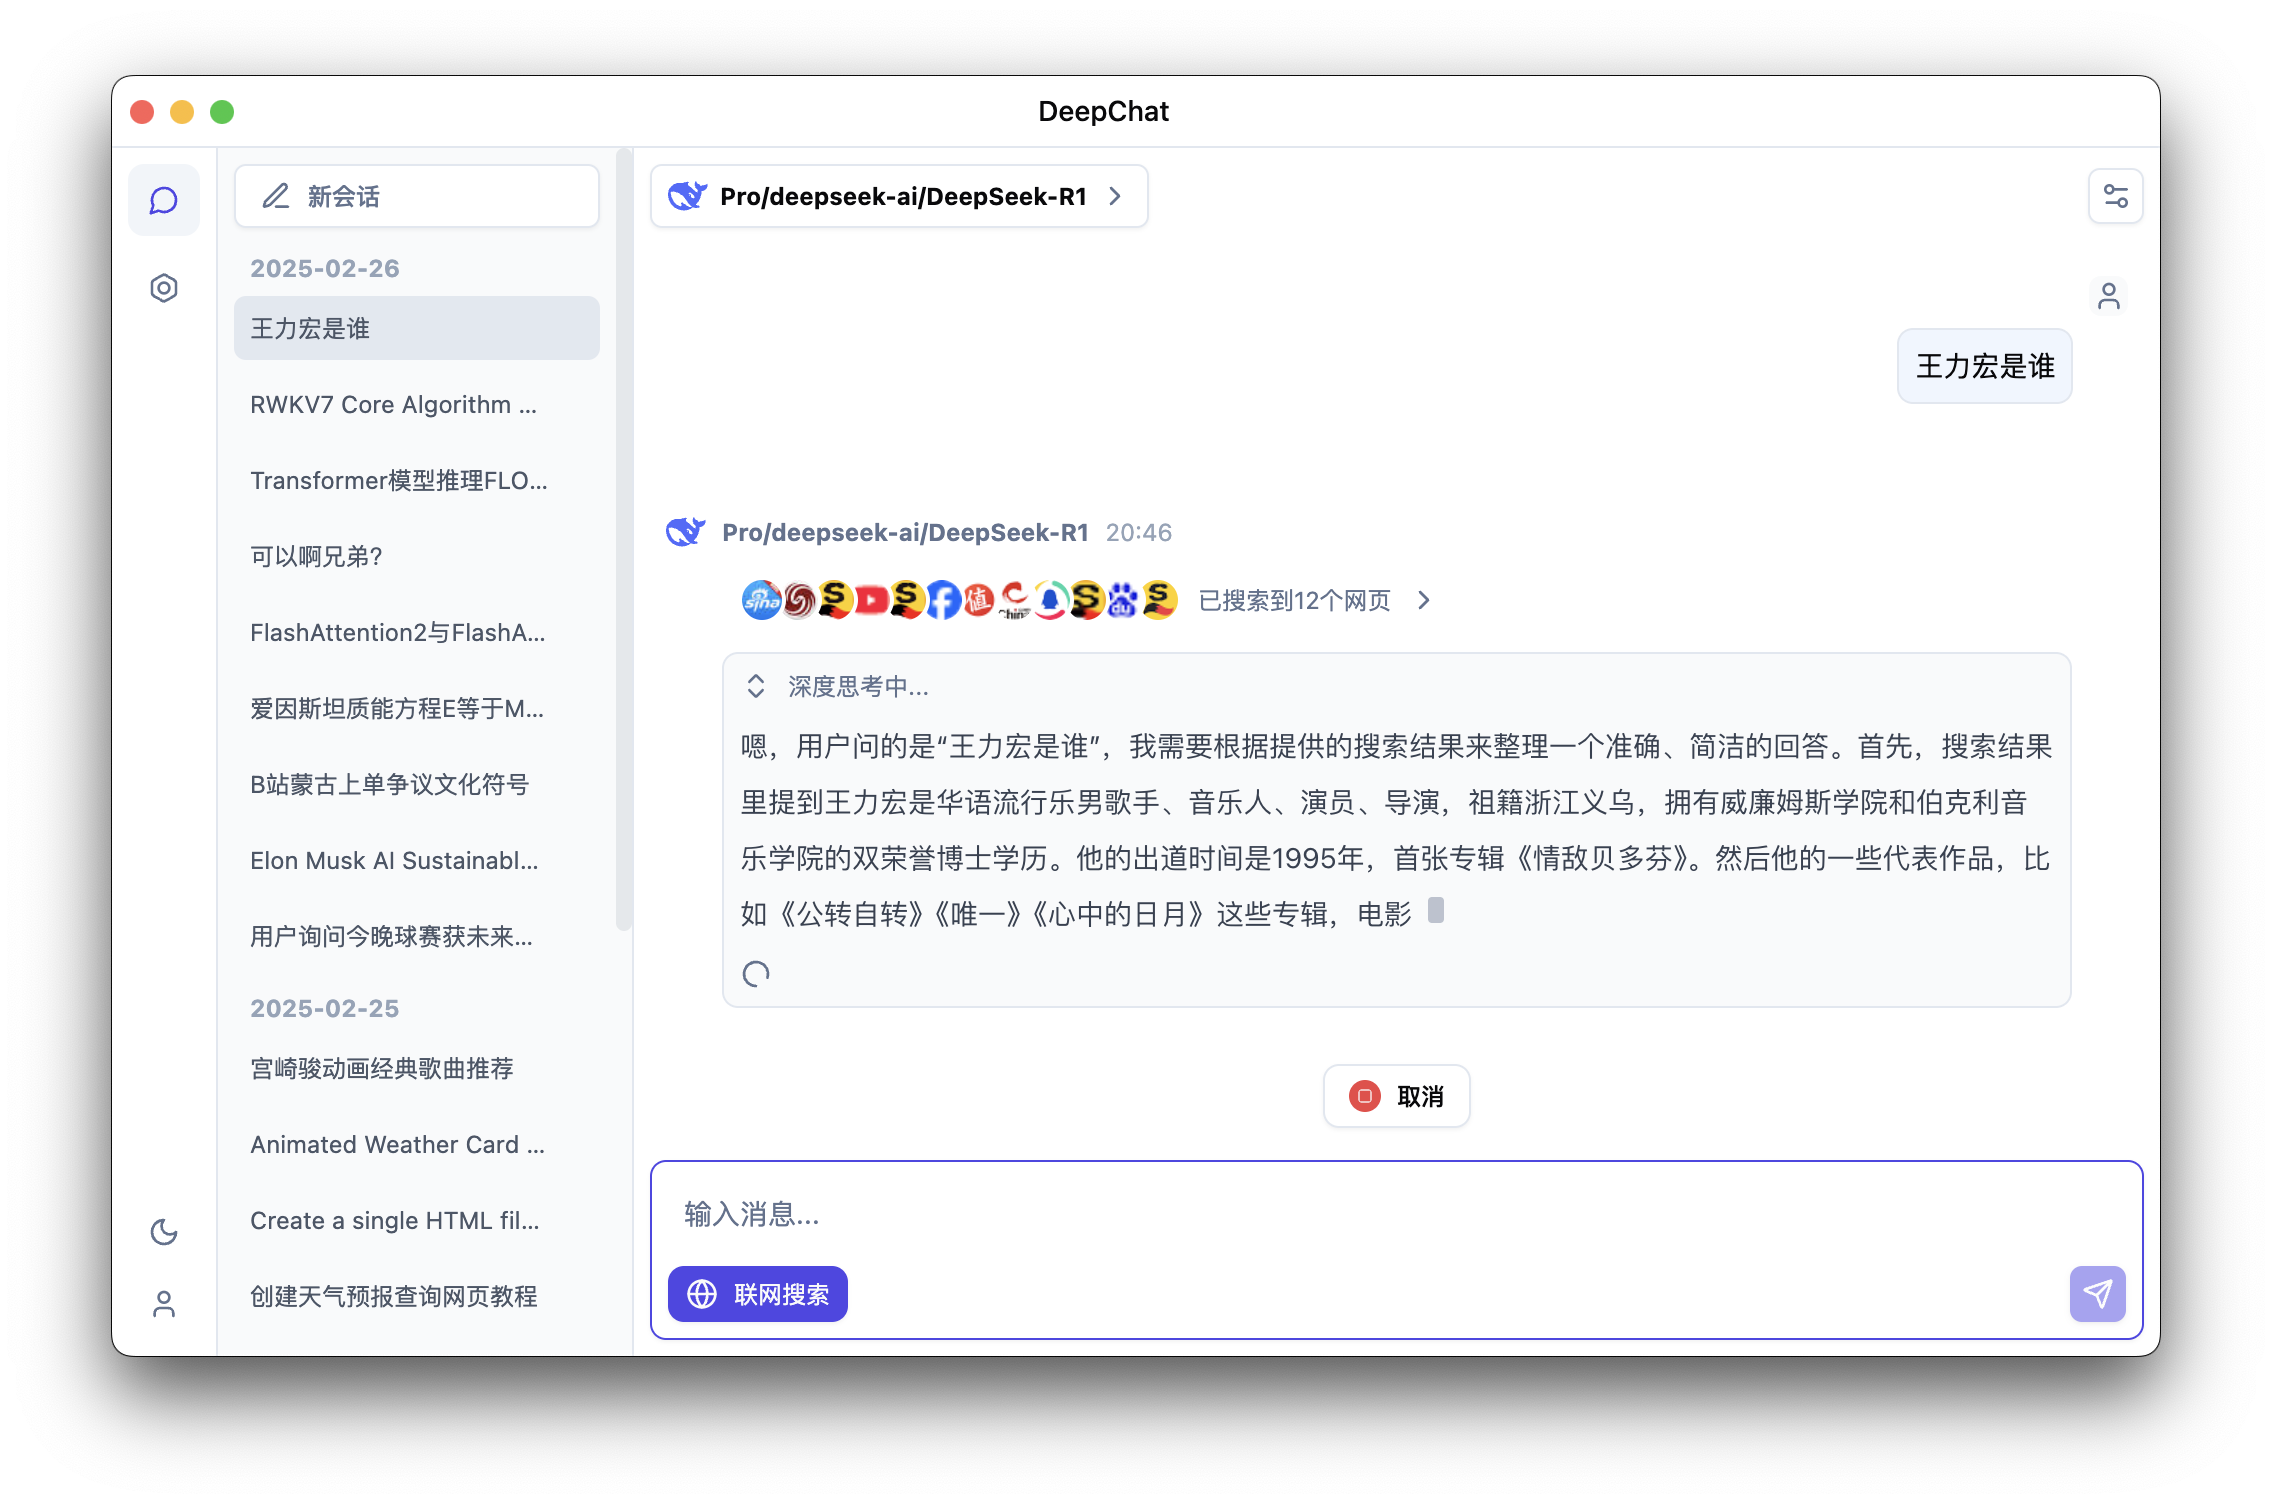 DeepChat
新会话
2025-02-26
王力宏是谁
RWKV7 Core Algorithm ...
Transformer模型推理FLO...
可以啊兄弟?
FlashAttention2与FlashA...
爱因斯坦质能方程E等于M...
B站蒙古上单争议文化符号
Elon Musk AI Sustainabl...
用户询问今晚球赛获未来...
2025-02-25
宫崎骏动画经典歌曲推荐
Animated Weather Card ...
Create a single HTML fil...
创建天气预报查询网页教程
Pro/deepseek-ai/DeepSeek-R1
王力宏是谁
Pro/deepseek-ai/DeepSeek-R1 20:46
已搜索到12个网页
深度思考中...
嗯，用户问的是“王力宏是谁”，我需要根据提供的搜索结果来整理一个准确、简洁的回答。首先，搜索结果
里提到王力宏是华语流行乐男歌手、音乐人、演员、导演，祖籍浙江义乌，拥有威廉姆斯学院和伯克利音
乐学院的双荣誉博士学历。他的出道时间是1995年，首张专辑《情敌贝多芬》。然后他的一些代表作品，比
如《公转自转》《唯一》《心中的日月》这些专辑，电影
取消
输入消息...
联网搜索